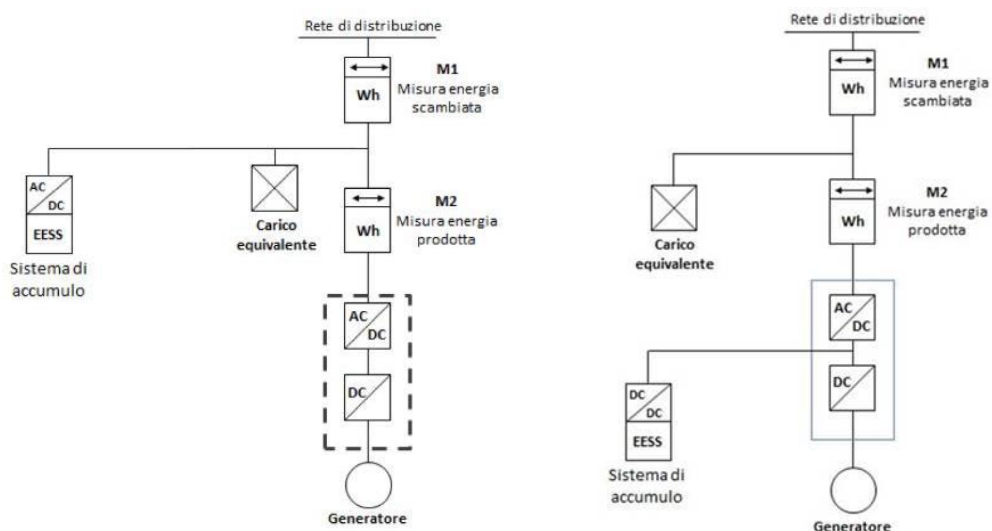 Rete di distribuzione
M1
Misura energia
scambiata
Wh
AC
DC
EESS
Sistema di
accumulo
Carico
equivalente
M2
Misura energia
prodotta
Wh
AC
DC
DC
Generatore
Rete di distribuzione
M1
Misura energia
scambiata
Wh
M2
Misura energia
prodotta
Wh
Carico
equivalente
AC
DC
DC
DC
DC
EESS
Sistema di
accumulo
Generatore